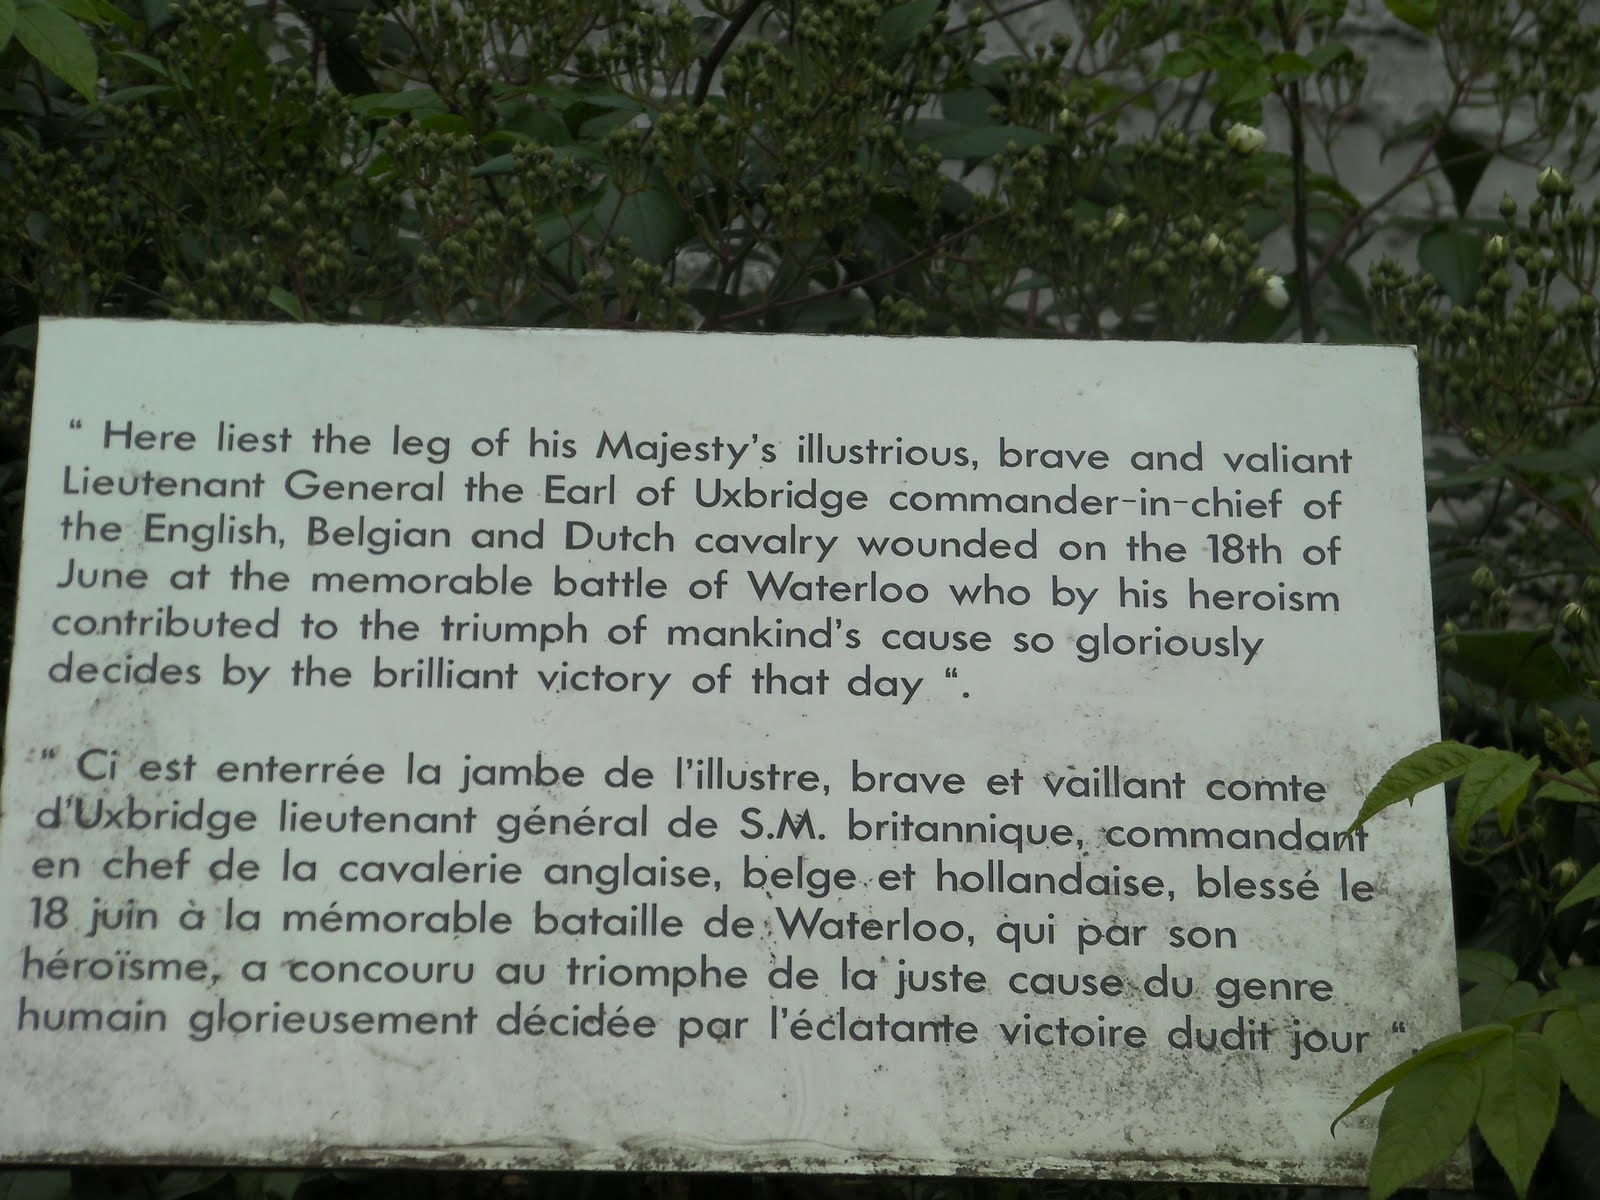 “ Here liest the leg of his Majesty’s illustrious, brave and valiant
Lieutenant General the Earl of Uxbridge commander-in-chief of
the English, Belgian and Dutch cavalry wounded on the 18th of
June at the memorable battle of Waterloo who by his heroism
contributed to the triumph of mankind’s cause so gloriously
decides by the brilliant victory of that day “.
“ Ci est enterrée la jambe de l’illustre, brave et vaillant comte
d’Uxbridge lieutenant général de S.M. britannique, commandant
en chef de la cavalerie anglaise, belge et hollandaise, blessé le
18 juin à la mémorable bataille de Waterloo, qui par son
héroïsme, a concouru au triomphe de la juste cause du genre
humain glorieusement décidée par l’éclatante victoire dudit jour “.